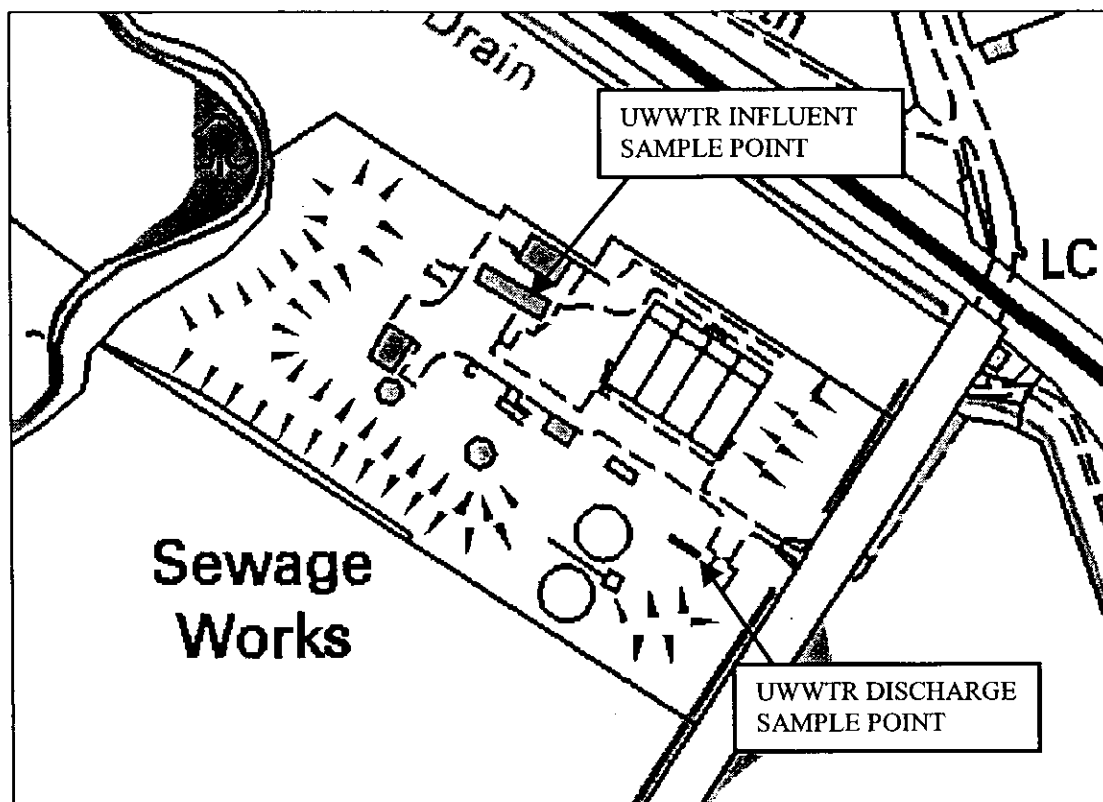 Drain
UWWTR INFLUENT
SAMPLE POINT
LC
Sewage
Works
UWWTR DISCHARGE
SAMPLE POINT